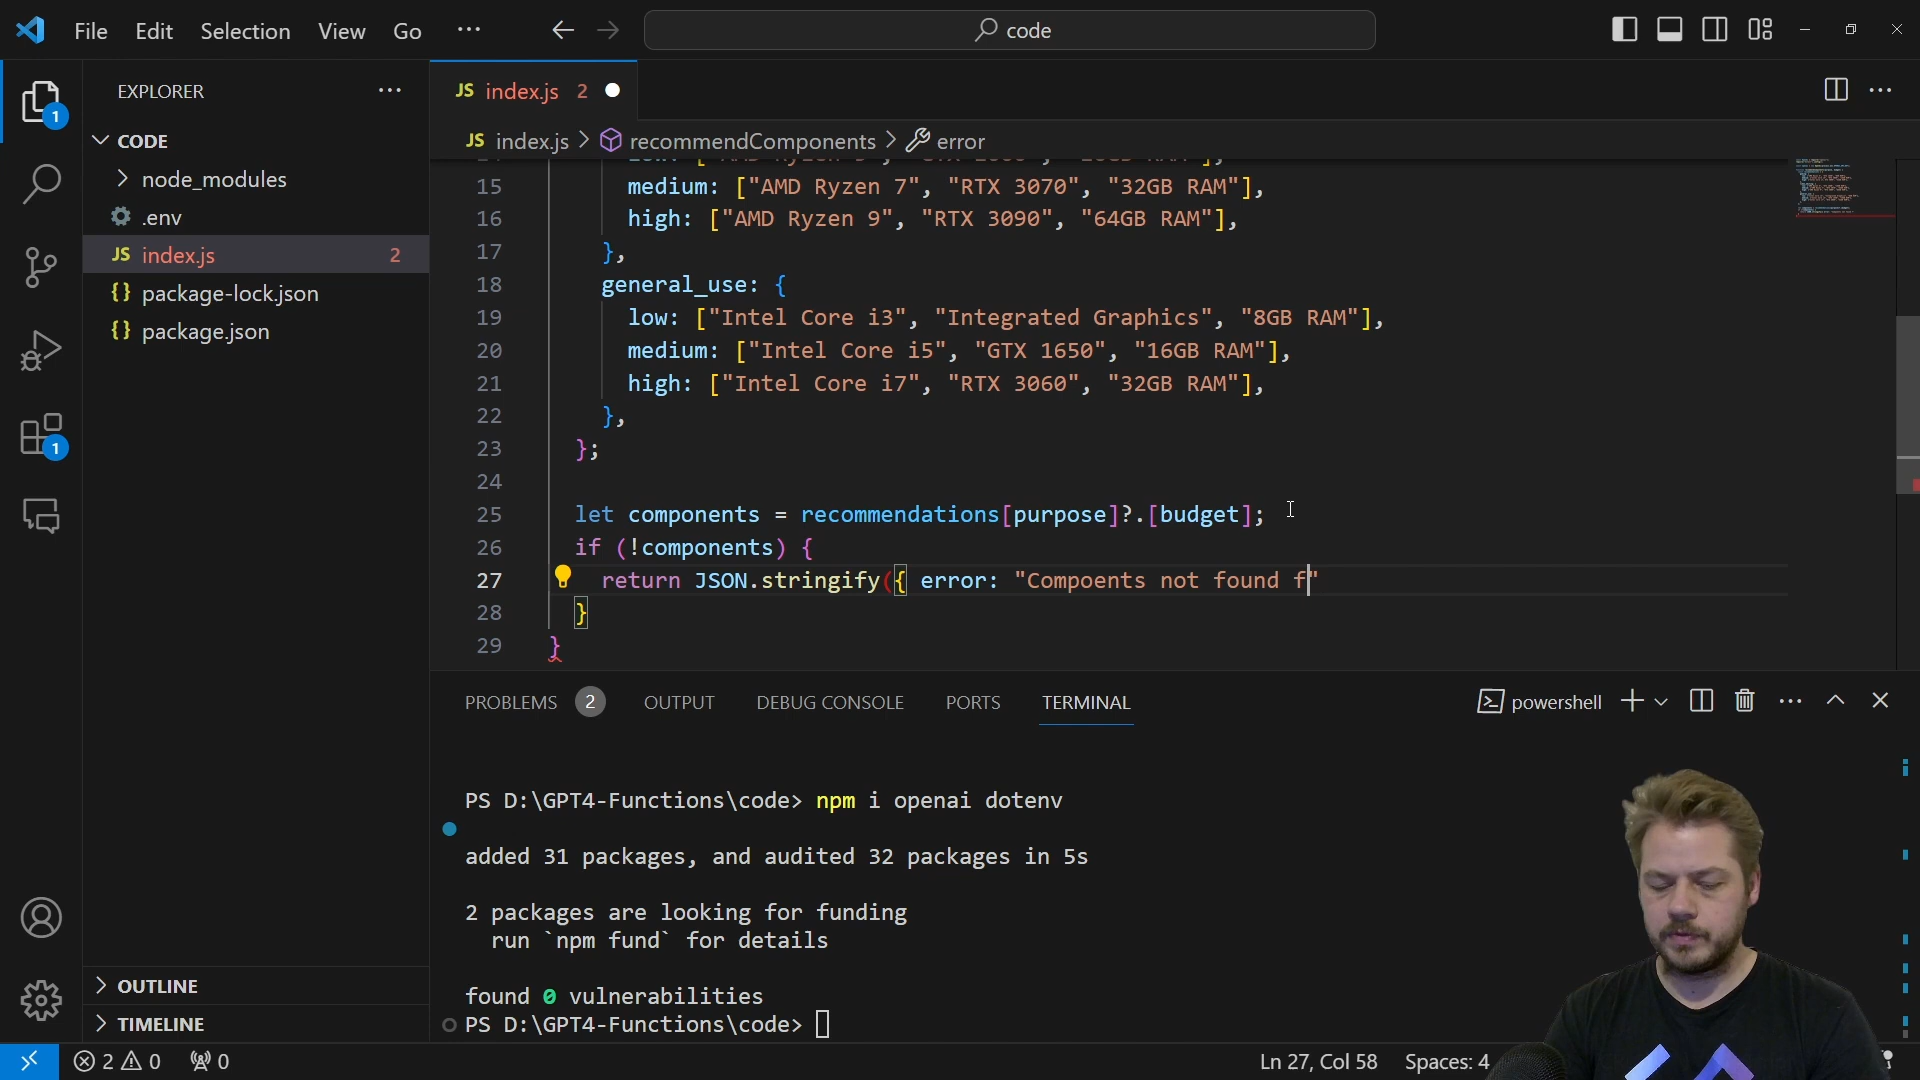 File Edit Selection View Go ··· code
EXPLORER ···
CODE
node_modules
.env
JS index.js 2
{} package-lock.json
{} package.json
OUTLINE
TIMELINE
1
1
JS index.js 2
JS index.js > recommendComponents > error
15 medium: ["AMD Ryzen 7", "RTX 3070", "32GB RAM"],
16 high: ["AMD Ryzen 9", "RTX 3090", "64GB RAM"],
17 },
18 general_use: {
19 low: ["Intel Core i3", "Integrated Graphics", "8GB RAM"],
20 medium: ["Intel Core i5", "GTX 1650", "16GB RAM"],
21 high: ["Intel Core i7", "RTX 3060", "32GB RAM"],
22 },
23 };
24
25 let components = recommendations[purpose]?.[budget];
26 if (!components) {
27 return JSON.stringify({ error: "Compoents not found f"
28 }
29 }
PROBLEMS 2 OUTPUT DEBUG CONSOLE PORTS TERMINAL powershell
PS D:\GPT4-Functions\code> npm i openai dotenv
added 31 packages, and audited 32 packages in 5s
2 packages are looking for funding
run `npm fund` for details
found 0 vulnerabilities
PS D:\GPT4-Functions\code>
2 0 0 Ln 27, Col 58 Spaces: 4